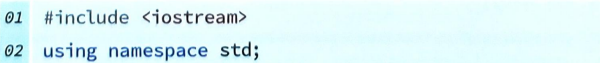 01 #include <iostream>
02 using namespace std;